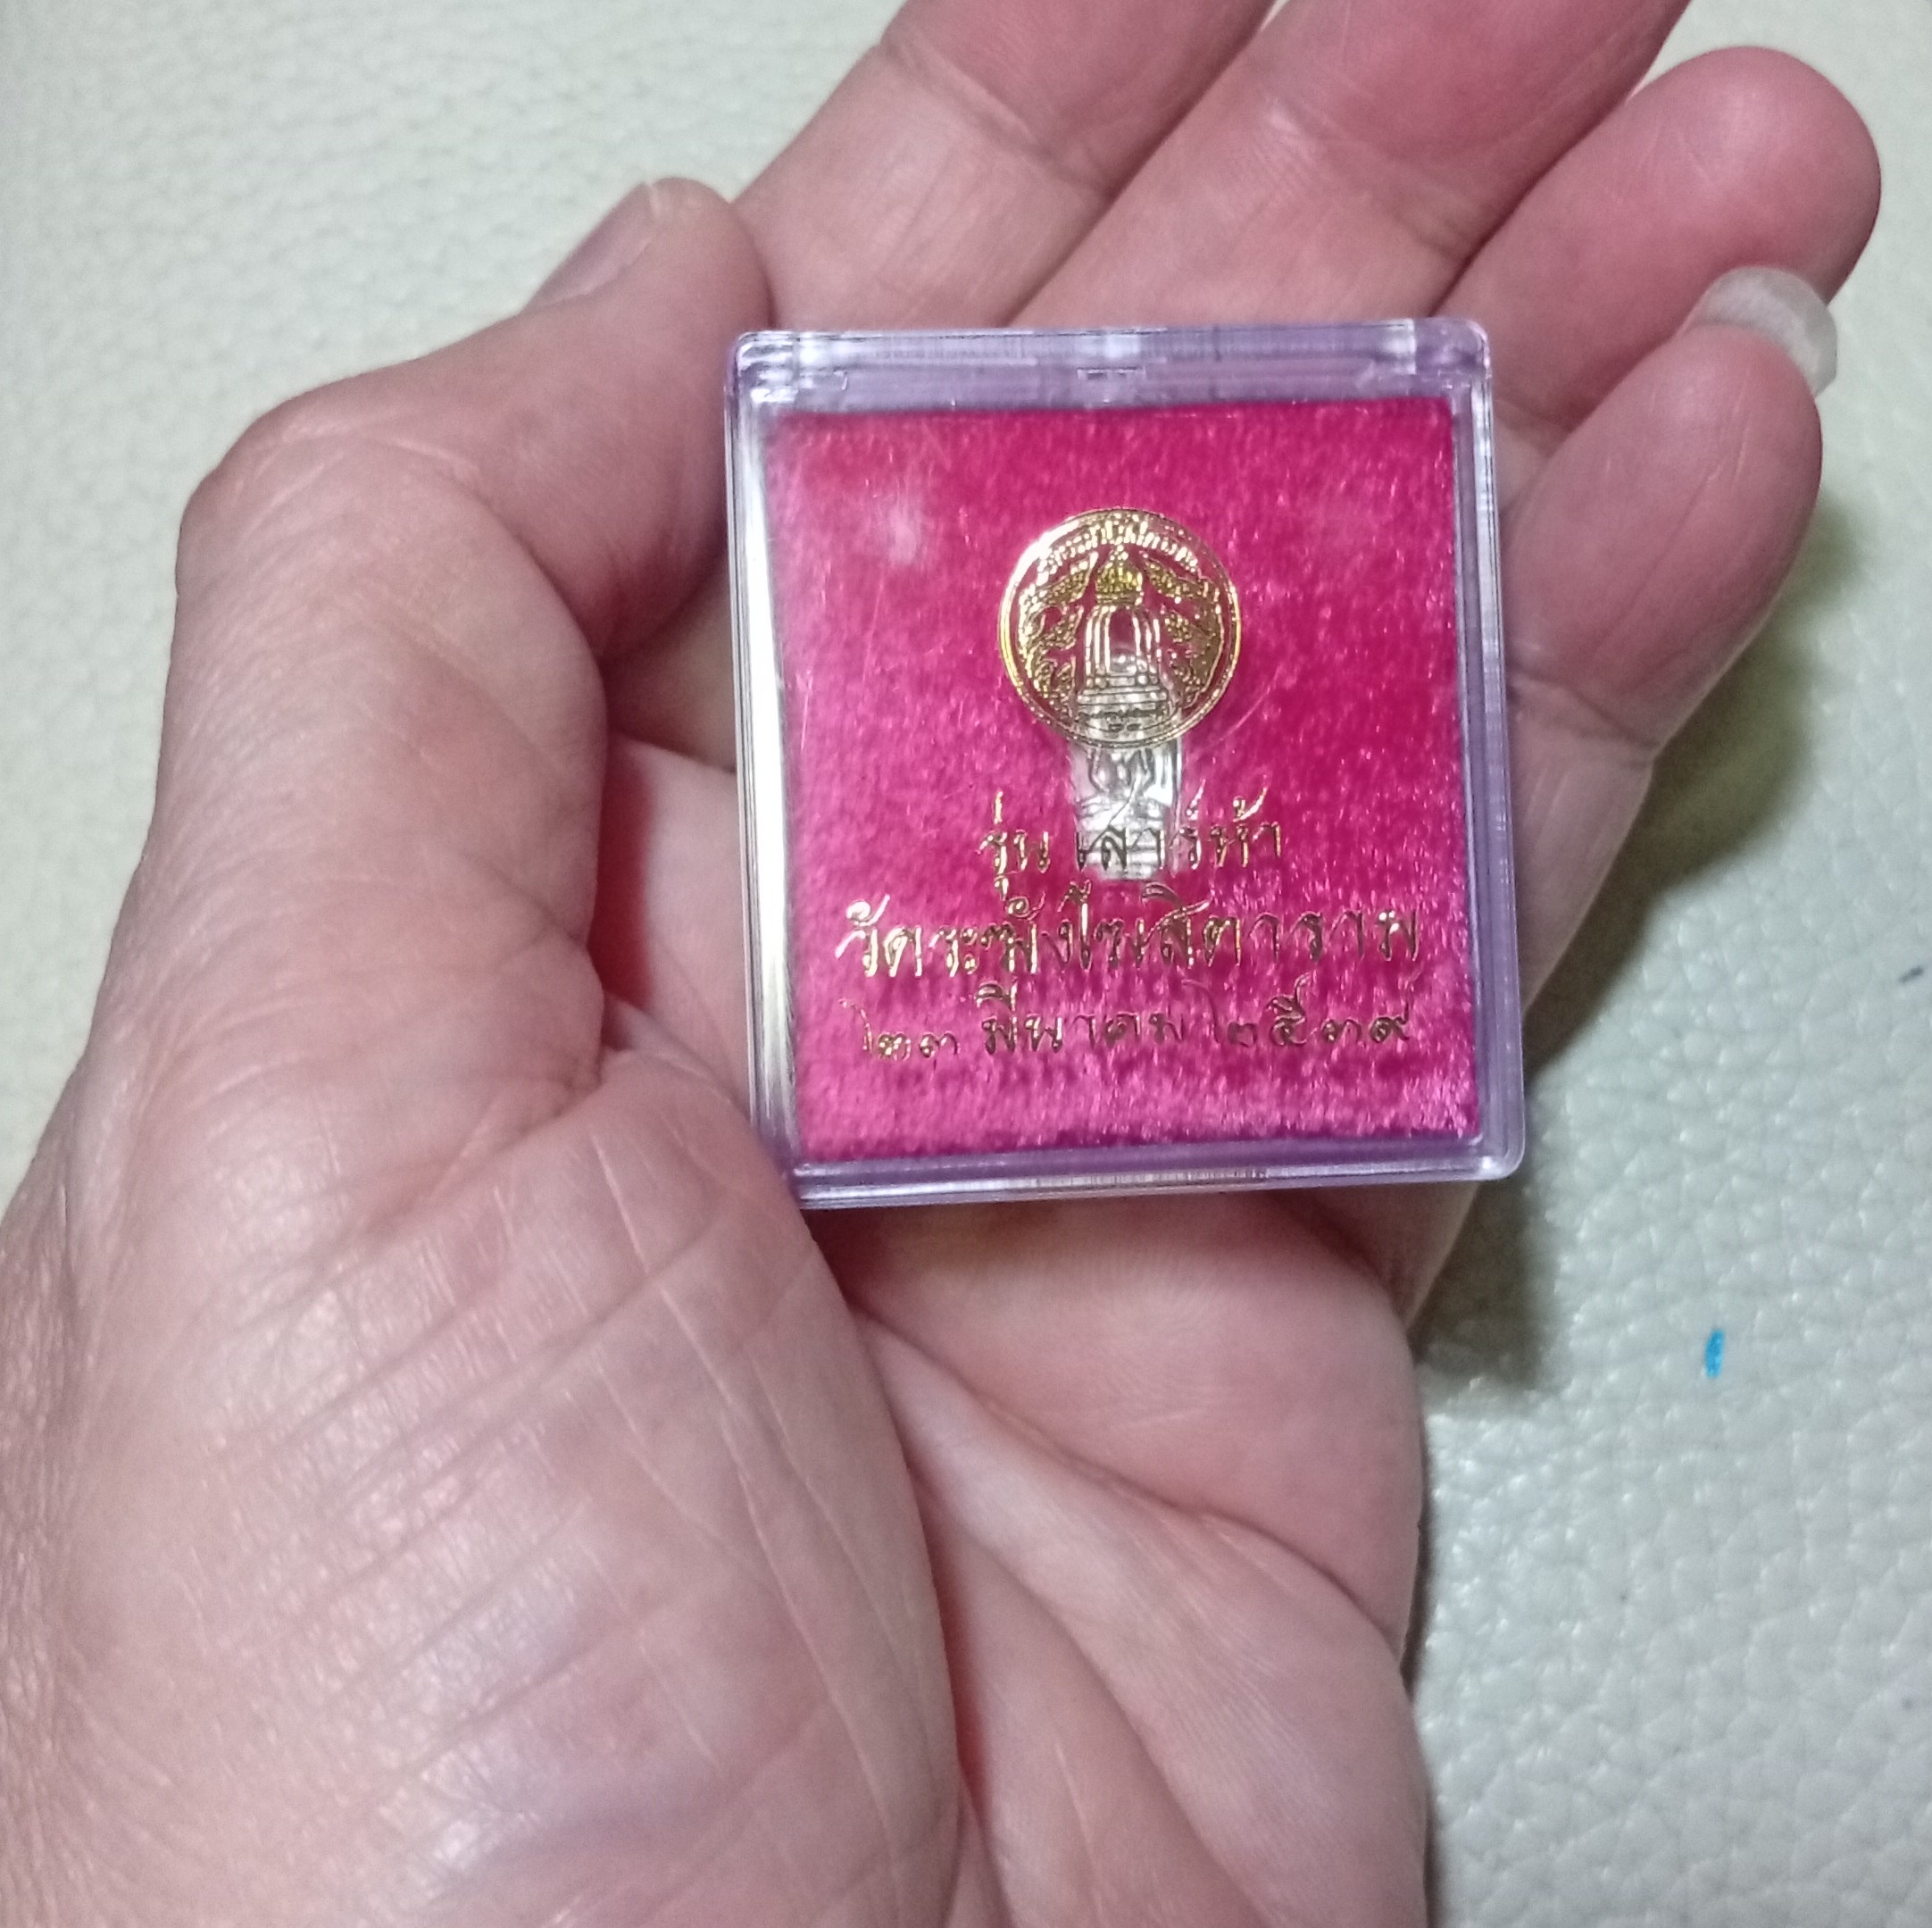 รุ่น เสาร์ห้า
วัดระฆังโฆสิตาราม
๒๓ มีนาคม ๒๕๓๙